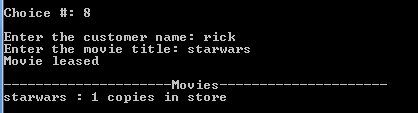 Choice #: 8
Enter the customer name: rick
Enter the movie title: starwars
Movie leased
---------------------Movies---------------------
starwars : 1 copies in store